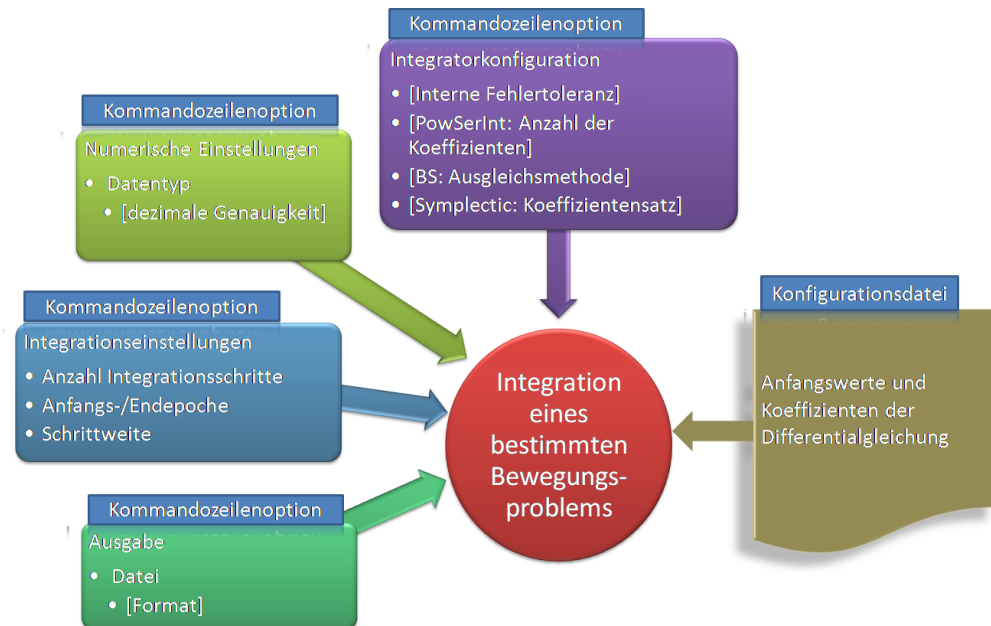 Kommandozeilenoption
Integratorkonfiguration
• [Interne Fehlertoleranz]
• [PowSerInt: Anzahl der
Koeffizienten]
• [BS: Ausgleichsmethode]
• [Symplectic: Koeffizientensatz]
Kommandozeilenoption
Numerische Einstellungen
• Datentyp
• [dezimale Genauigkeit]
Kommandozeilenoption
Integrationseinstellungen
• Anzahl Integrationsschritte
• Anfangs-/Endepoche
• Schrittweite
Kommandozeilenoption
Ausgabe
• Datei
• [Format]
Integration
eines
bestimmten
Bewegungs-
problems
Konfigurationsdatei
Anfangswerte und
Koeffizienten der
Differentialgleichung